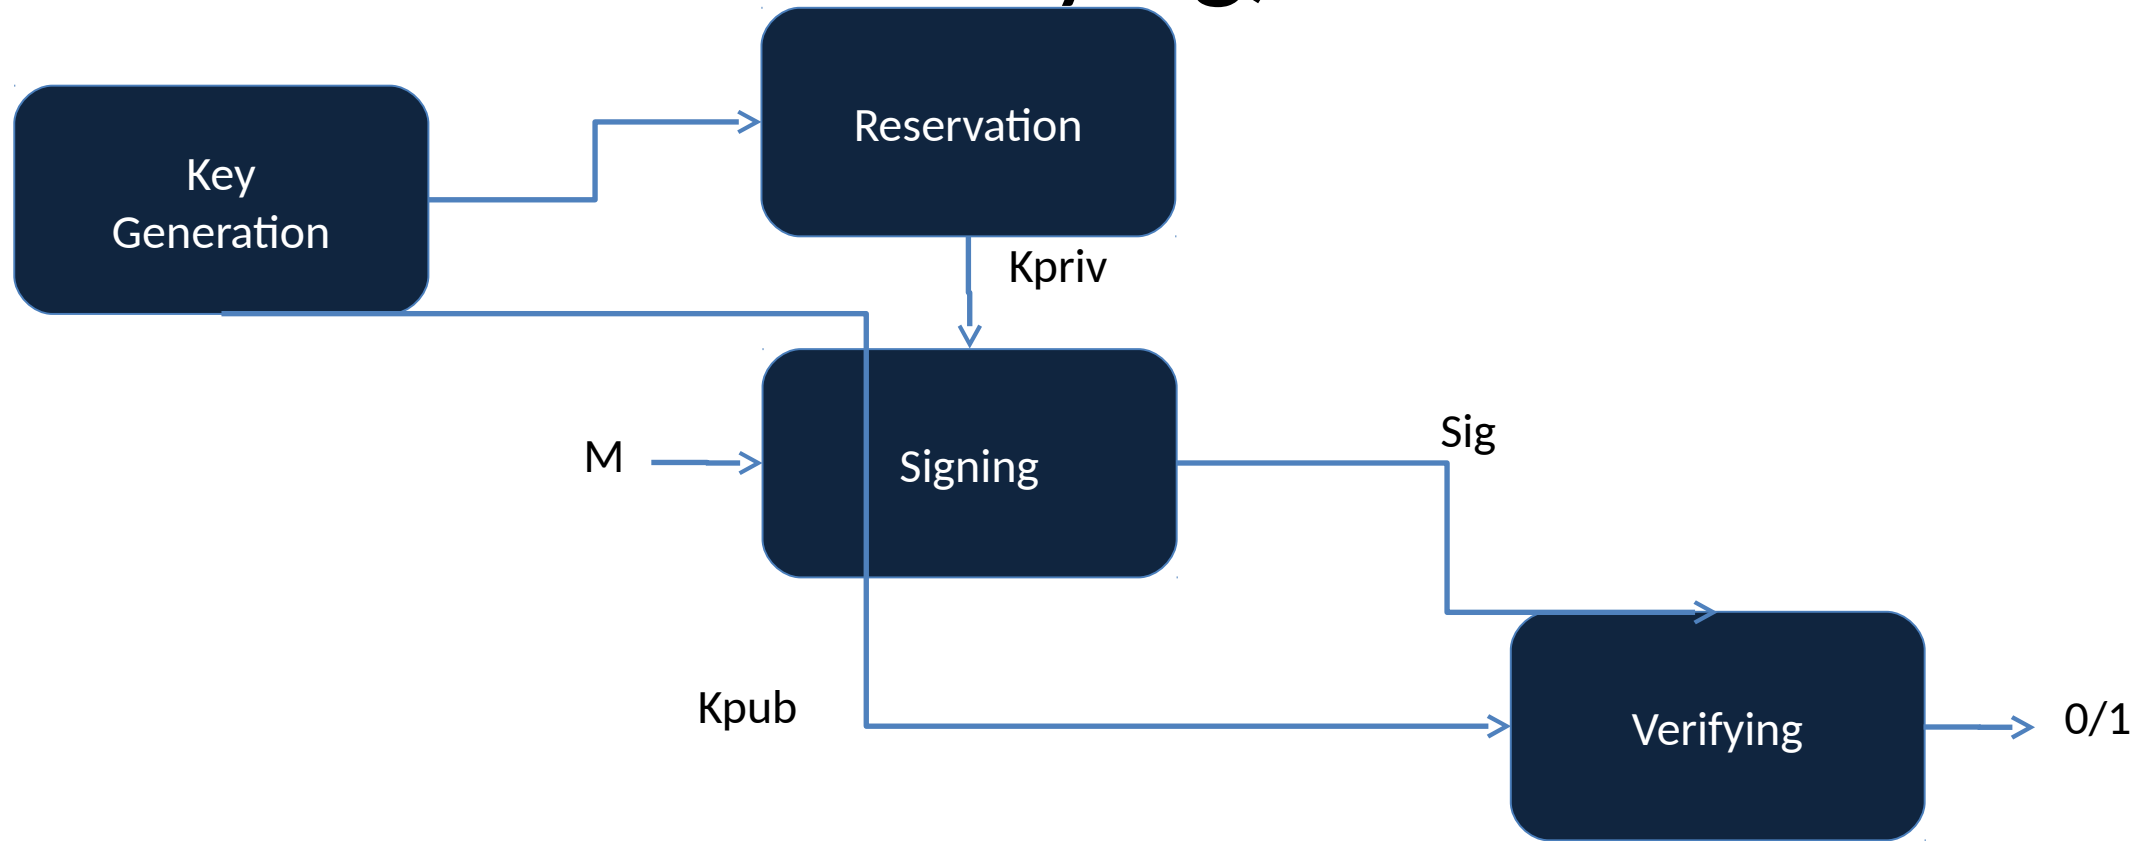 Reservation
Key
Generation
Kpriv
M
Signing
Sig
Kpub
Verifying
0/1